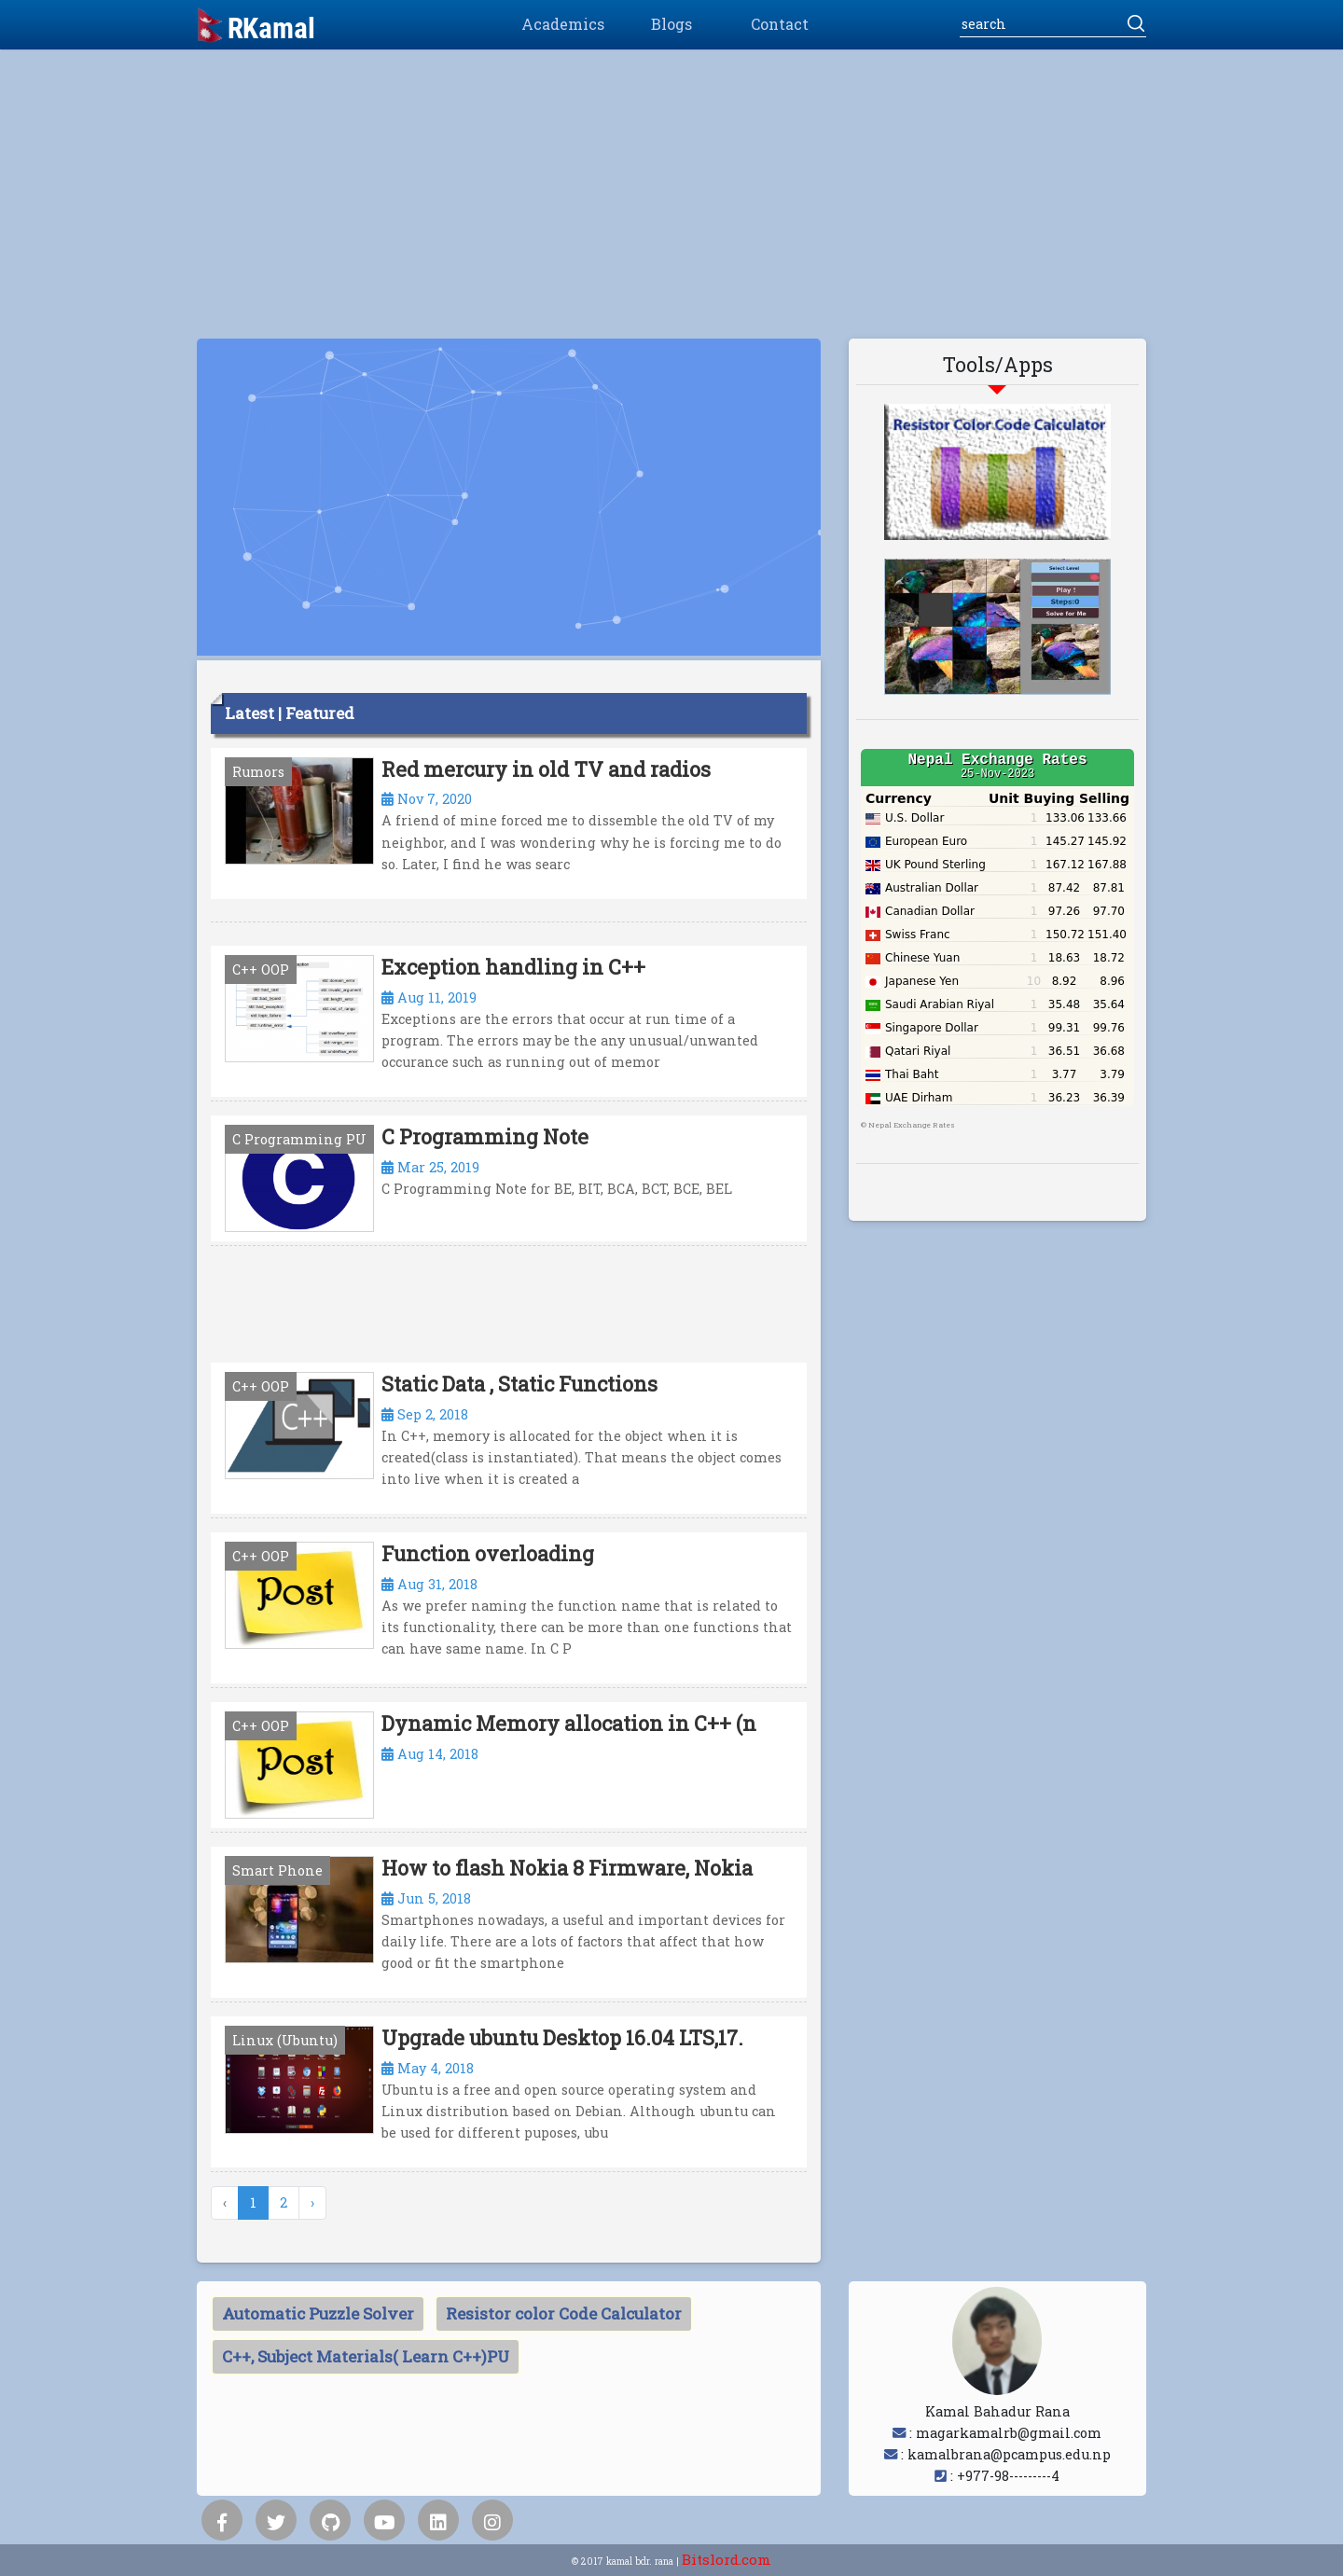 RKamal
Academics Blogs Contact
search
Latest | Featured
Rumors
Red mercury in old TV and radios
Nov 7, 2020
A friend of mine forced me to dissemble the old TV of my
neighbor, and I was wondering why he is forcing me to do
so. Later, I find he was searc
C++ OOP
Exception handling in C++
Aug 11, 2019
Exceptions are the errors that occur at run time of a
program. The errors may be the any unusual/unwanted
occurance such as running out of memor
C Programming PU
C
C Programming Note
Mar 25, 2019
C Programming Note for BE, BIT, BCA, BCT, BCE, BEL
C++ OOP
C++
Static Data , Static Functions
Sep 2, 2018
In C++, memory is allocated for the object when it is
created(class is instantiated). That means the object comes
into live when it is created a
C++ OOP
Post
Function overloading
Aug 31, 2018
As we prefer naming the function name that is related to
its functionality, there can be more than one functions that
can have same name. In C P
C++ OOP
Post
Dynamic Memory allocation in C++ (n
Aug 14, 2018
Smart Phone
How to flash Nokia 8 Firmware, Nokia
Jun 5, 2018
Smartphones nowadays, a useful and important devices for
daily life. There are a lots of factors that affect that how
good or fit the smartphone
Linux (Ubuntu)
Upgrade ubuntu Desktop 16.04 LTS,17.
May 4, 2018
Ubuntu is a free and open source operating system and
Linux distribution based on Debian. Although ubuntu can
be used for different puposes, ubu
‹ 1 2 ›
Tools/Apps
Resistor Color Code Calculator
Select Level
Play !
Steps:0
Solve for Me
Nepal Exchange Rates
25-Nov-2023
Currency Unit Buying Selling
U.S. Dollar 1 133.06 133.66
European Euro 1 145.27 145.92
UK Pound Sterling 1 167.12 167.88
Australian Dollar 1 87.42 87.81
Canadian Dollar 1 97.26 97.70
Swiss Franc 1 150.72 151.40
Chinese Yuan 1 18.63 18.72
Japanese Yen 10 8.92 8.96
Saudi Arabian Riyal 1 35.48 35.64
Singapore Dollar 1 99.31 99.76
Qatari Riyal 1 36.51 36.68
Thai Baht 1 3.77 3.79
UAE Dirham 1 36.23 36.39
© Nepal Exchange Rates
Automatic Puzzle Solver
Resistor color Code Calculator
C++, Subject Materials( Learn C++)PU
Kamal Bahadur Rana
: magarkamalrb@gmail.com
: kamalbrana@pcampus.edu.np
: +977-98---------4
© 2017 kamal bdr. rana | Bitslord.com